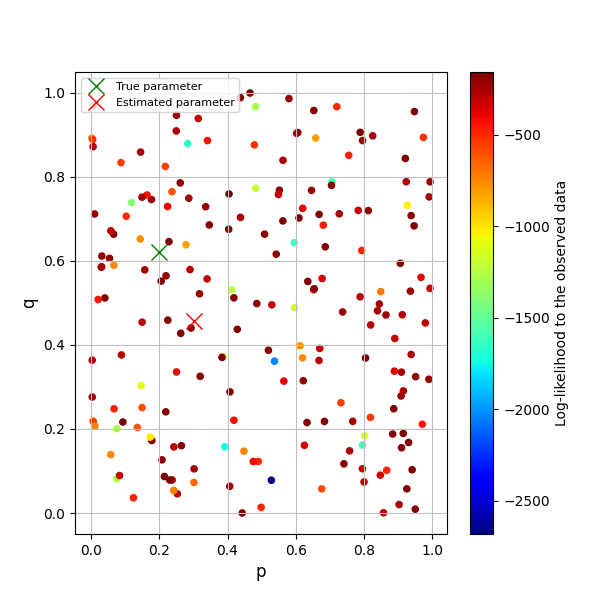 True parameter
Estimated parameter
1.0
0.8
0.6
0.4
0.2
0.0
q
0.0 0.2 0.4 0.6 0.8 1.0
p
−500
−1000
−1500
−2000
−2500
Log-likelihood to the observed data